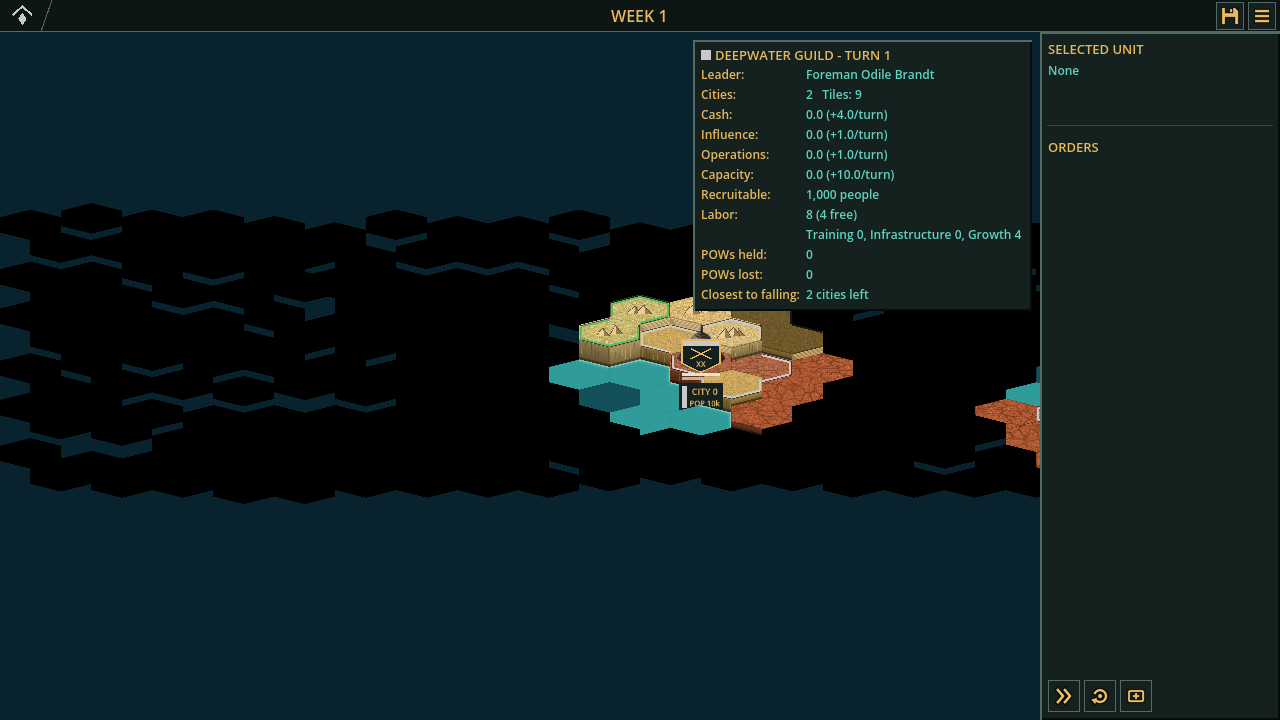 WEEK 1
DEEPWATER GUILD - TURN 1
Leader: Foreman Odile Brandt
Cities: 2 Tiles: 9
Cash: 0.0 (+4.0/turn)
Influence: 0.0 (+1.0/turn)
Operations: 0.0 (+1.0/turn)
Capacity: 0.0 (+10.0/turn)
Recruitable: 1,000 people
Labor: 8 (4 free)
Training 0, Infrastructure 0, Growth 4
POWs held: 0
POWs lost: 0
Closest to falling: 2 cities left
XX
CITY 0
POP 10k
SELECTED UNIT
None
ORDERS